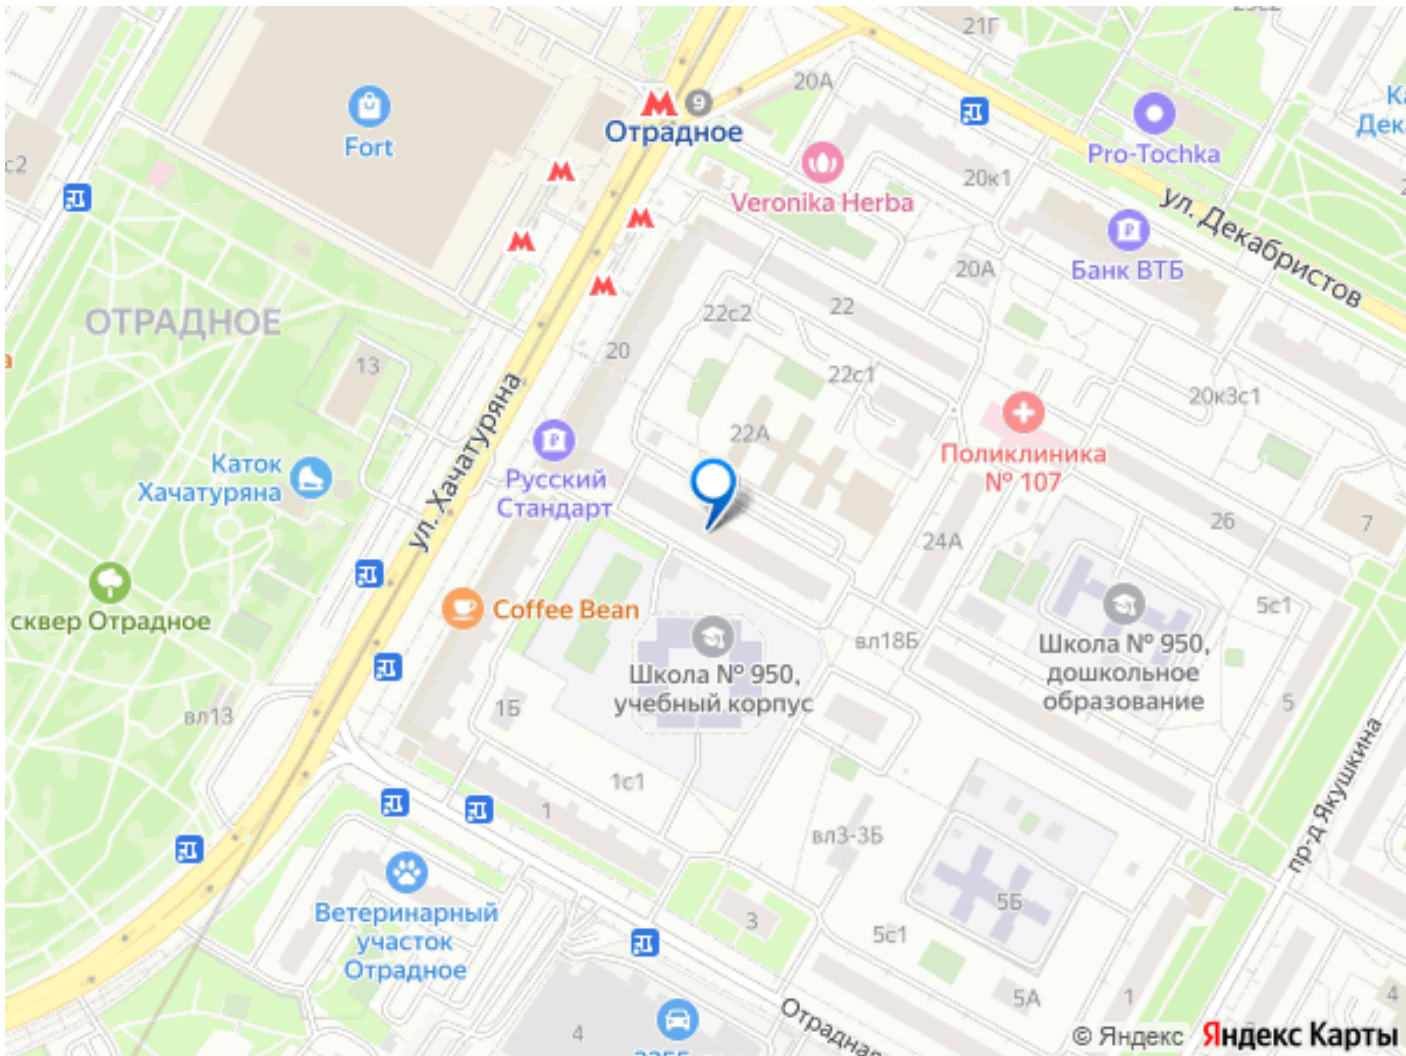 21Г
20А
9
Отрадное
Fort
Pro-Tochka
Veronika Herba
20к1
ул. Декабристов
Банк ВТБ
20А
ОТРАДНОЕ
22с2
22
20
13
22с1
20к3с1
ул. Хачатуряна
22А
Каток
Хачатуряна
Русский
Стандарт
Поликлиника
№ 107
26
7
24А
сквер Отрадное
Coffee Bean
5с1
вл18Б
Школа № 950,
учебный корпус
Школа № 950,
дошкольное
образование
1Б
вл13
5
1с1
1
вл3-3Б
пр-д Якушкина
Ветеринарный
участок
Отрадное
3
5Б
5с1
5А
1
4
4
Отрадная
© Яндекс Яндекс Карты